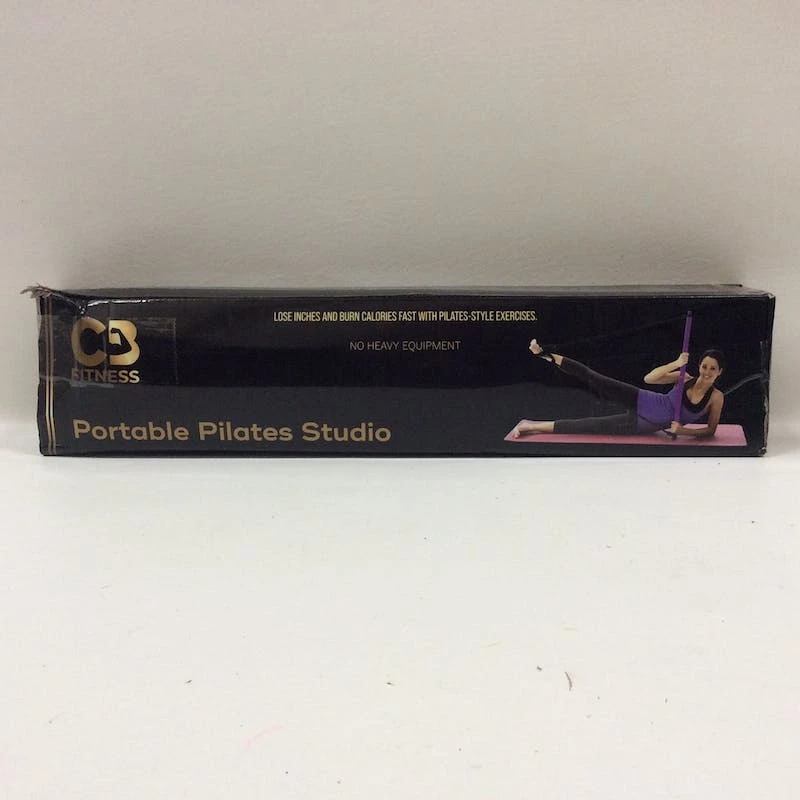 LOSE INCHES AND BURN CALORIES FAST WITH PILATES-STYLE EXERCISES.
NO HEAVY EQUIPMENT
CB
FITNESS
Portable Pilates Studio